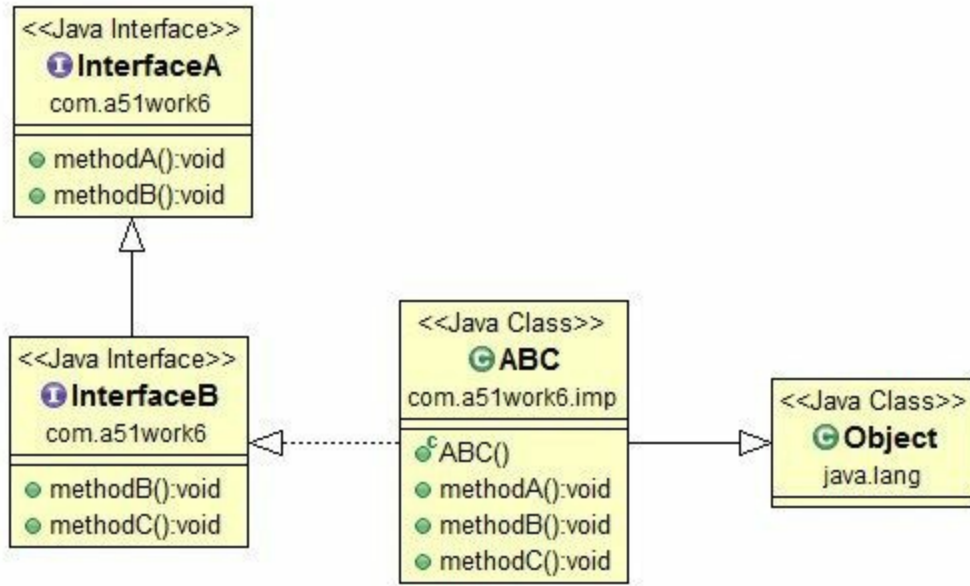 <<Java Interface>>
InterfaceA
com.a51work6
methodA():void
methodB():void
<<Java Interface>>
InterfaceB
com.a51work6
methodB():void
methodC():void
<<Java Class>>
ABC
com.a51work6.imp
ABC()
methodA():void
methodB():void
methodC():void
<<Java Class>>
Object
java.lang